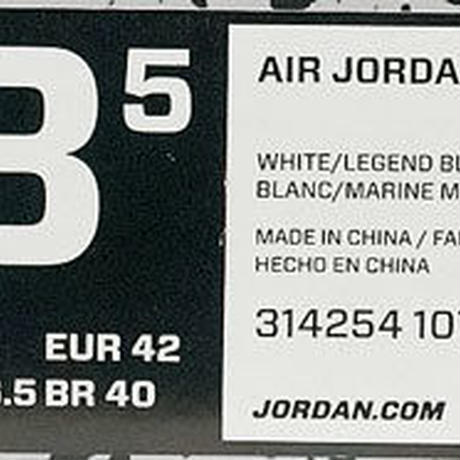 8⁵
EUR 42
.5 BR 40
AIR JORDA
WHITE/LEGEND BL
BLANC/MARINE M
MADE IN CHINA / FA
HECHO EN CHINA
314254 10
JORDAN.COM